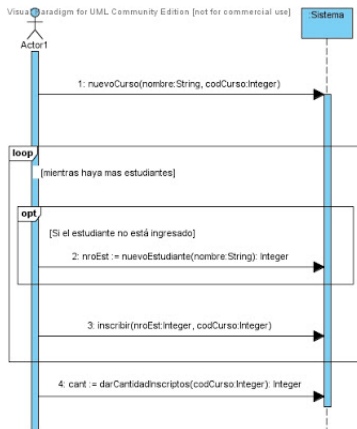 Visual Paradigm for UML Community Edition [not for commercial use]
:Sistema
Actor1
1: nuevoCurso(nombre:String, codCurso:Integer)
loop
[mientras haya mas estudiantes]
opt
[Si el estudiante no está ingresado]
2: nroEst := nuevoEstudiante(nombre:String): Integer
3: inscribir(nroEst:Integer, codCurso:Integer)
4: cant := darCantidadInscriptos(codCurso:Integer): Integer